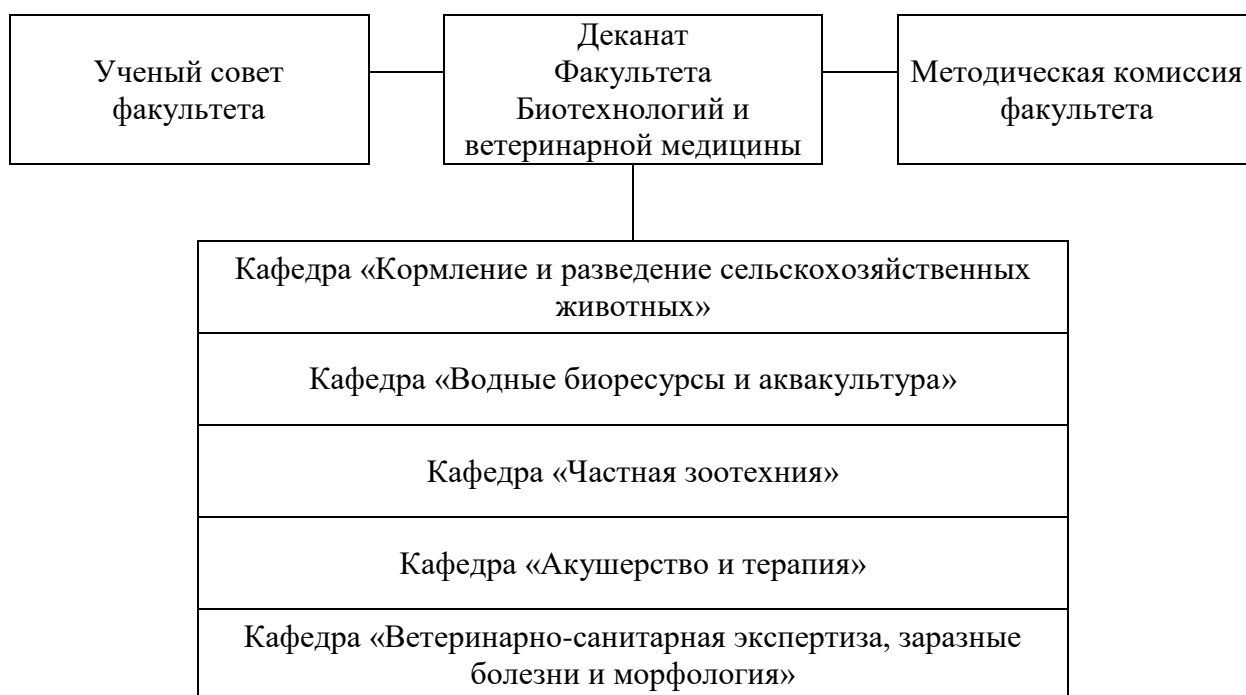 Ученый совет
факультета
Деканат
Факультета
Биотехнологий и
ветеринарной медицины
Методическая комиссия
факультета
Кафедра «Кормление и разведение сельскохозяйственных
животных»
Кафедра «Водные биоресурсы и аквакультура»
Кафедра «Частная зоотехния»
Кафедра «Акушерство и терапия»
Кафедра «Ветеринарно-санитарная экспертиза, заразные
болезни и морфология»